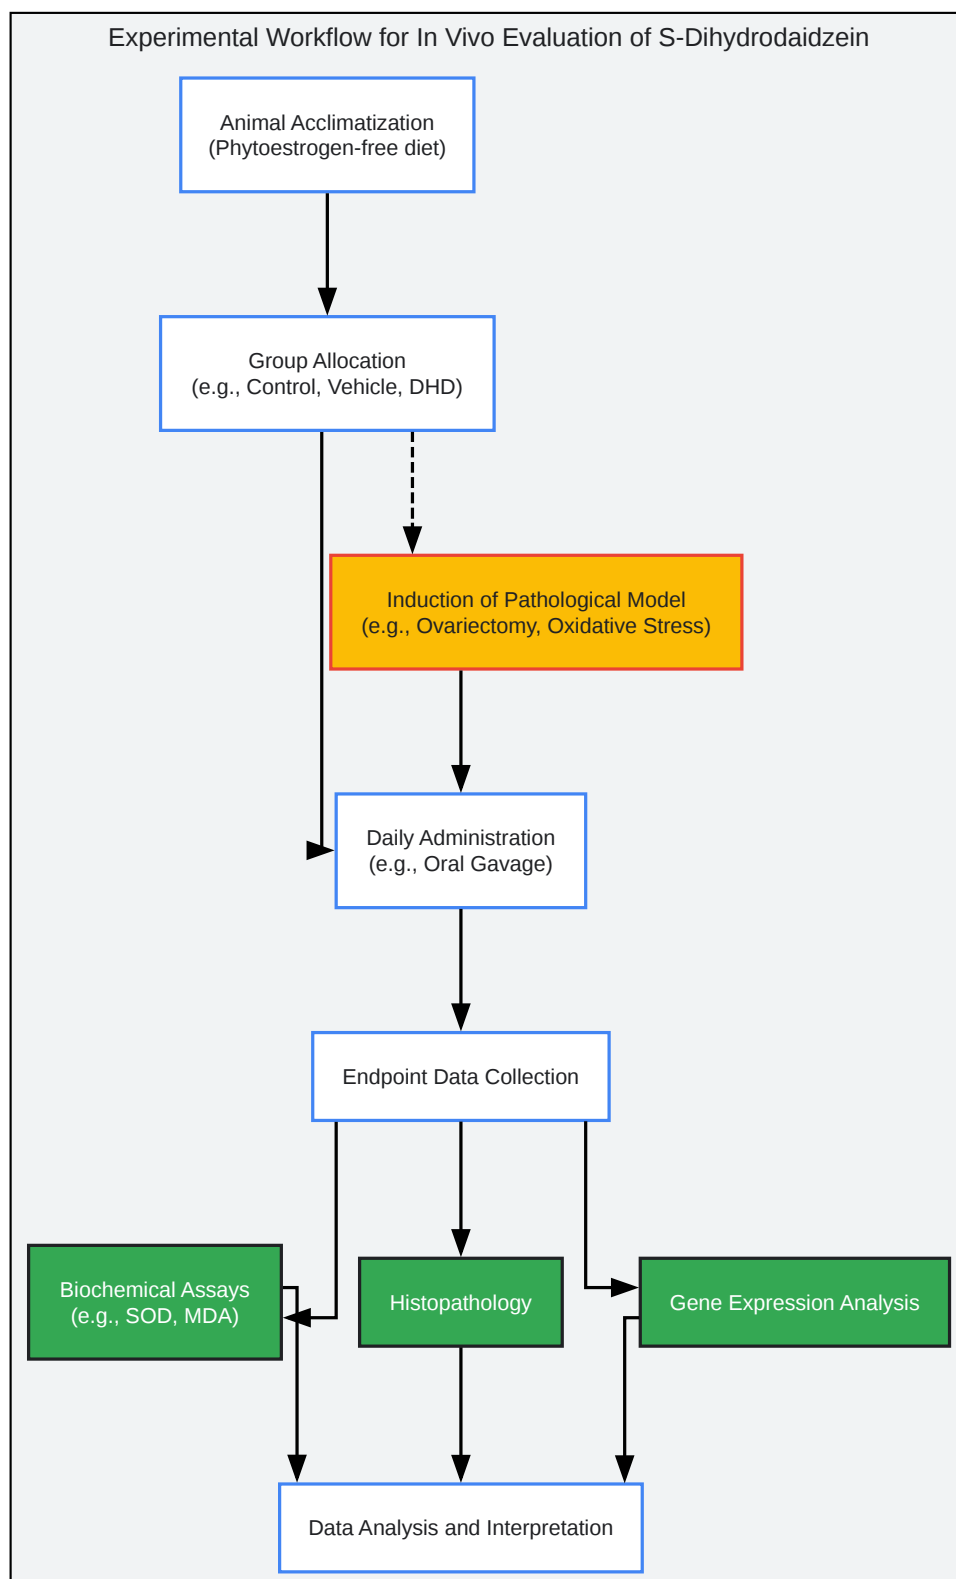 Experimental Workflow for In Vivo Evaluation of S-Dihydrodaidzein
Animal Acclimatization
(Phytoestrogen-free diet)
Group Allocation
(e.g., Control, Vehicle, DHD)
Induction of Pathological Model
(e.g., Ovariectomy, Oxidative Stress)
Daily Administration
(e.g., Oral Gavage)
Endpoint Data Collection
Biochemical Assays
(e.g., SOD, MDA)
Histopathology
Gene Expression Analysis
Data Analysis and Interpretation